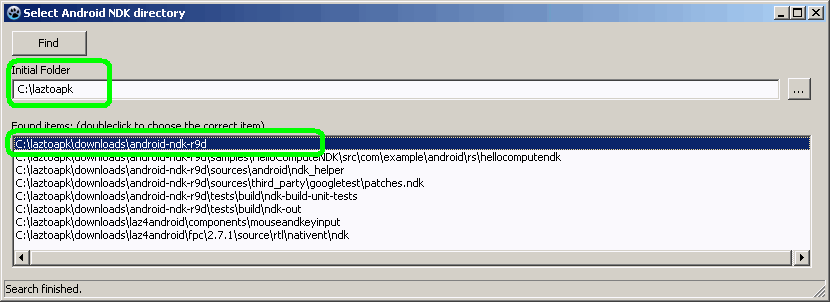 Select Android NDK directory
Find
Initial Folder
C:\laztoapk
...
Found items: (doubleclick to choose the correct item)
C:\laztoapk\downloads\android-ndk-r9d
C:\laztoapk\downloads\android-ndk-r9d\samples\HelloComputeNDK\src\com\example\android\rs\hellocomputendk
C:\laztoapk\downloads\android-ndk-r9d\sources\android\ndk_helper
C:\laztoapk\downloads\android-ndk-r9d\sources\third_party\googletest\patches.ndk
C:\laztoapk\downloads\android-ndk-r9d\tests\build\ndk-build-unit-tests
C:\laztoapk\downloads\android-ndk-r9d\tests\build\ndk-out
C:\laztoapk\downloads\laz4android\components\mouseandkeyinput
C:\laztoapk\downloads\laz4android\fpc\2.7.1\source\rtl\nativent\ndk
Search finished.